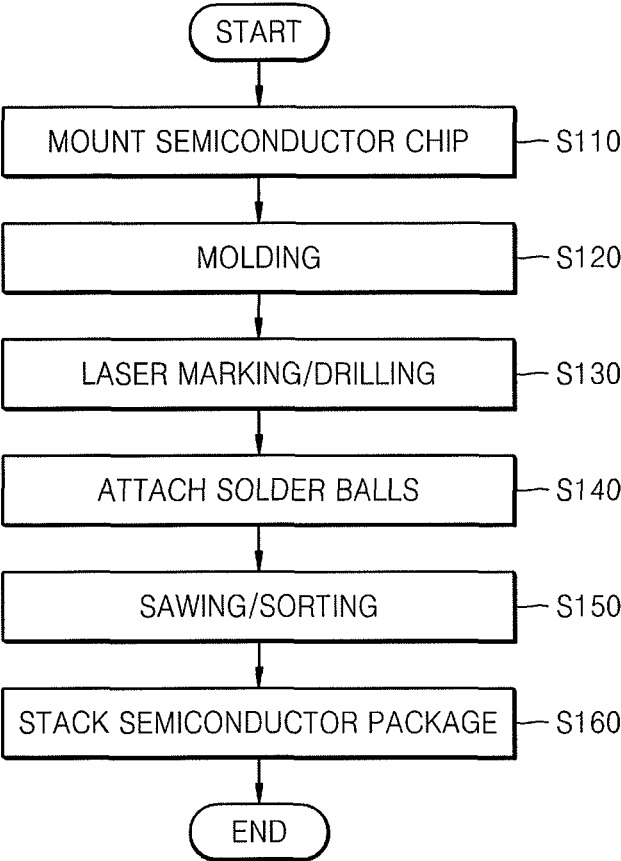 START
MOUNT SEMICONDUCTOR CHIP S110
MOLDING S120
LASER MARKING/DRILLING S130
ATTACH SOLDER BALLS S140
SAWING/SORTING S150
STACK SEMICONDUCTOR PACKAGE S160
END